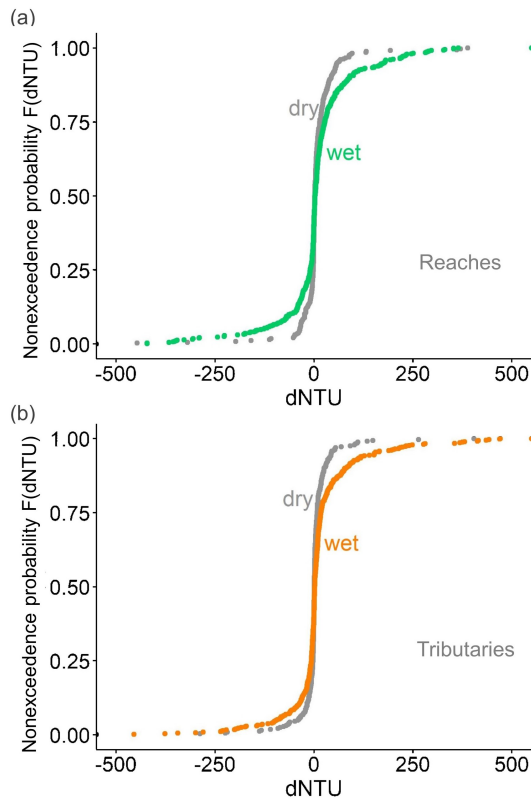 (a)
Nonexceedence probability F(dNTU)
1.00
0.75
0.50
0.25
0.00
dry
wet
Reaches
-500
-250
0
250
500
dNTU
(b)
Nonexceedence probability F(dNTU)
1.00
0.75
0.50
0.25
0.00
dry
wet
Tributaries
-500
-250
0
250
500
dNTU